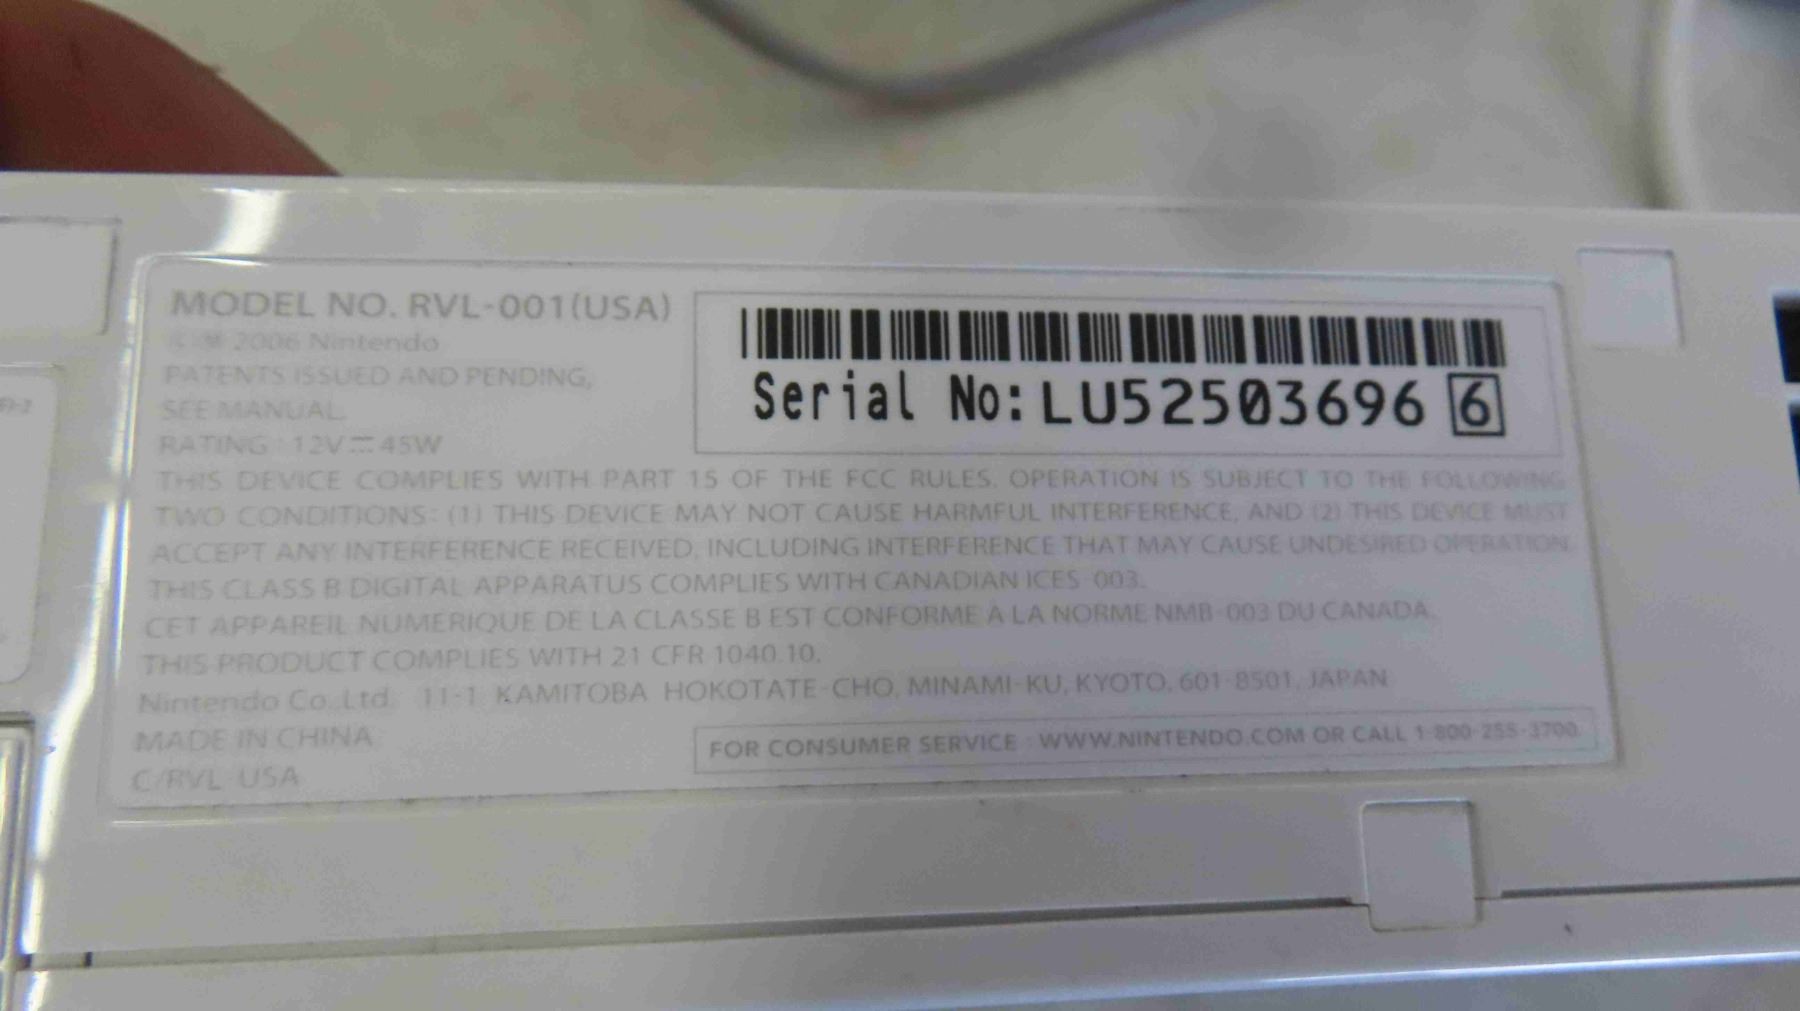 MODEL NO. RVL-001(USA)
© Ⓜ 2006 Nintendo
PATENTS ISSUED AND PENDING,
SEE MANUAL.
RATING : 12V⎓45W
Serial No:LU52503696 6
THIS DEVICE COMPLIES WITH PART 15 OF THE FCC RULES. OPERATION IS SUBJECT TO THE FOLLOWING
TWO CONDITIONS: (1) THIS DEVICE MAY NOT CAUSE HARMFUL INTERFERENCE, AND (2) THIS DEVICE MUST
ACCEPT ANY INTERFERENCE RECEIVED, INCLUDING INTERFERENCE THAT MAY CAUSE UNDESIRED OPERATION.
THIS CLASS B DIGITAL APPARATUS COMPLIES WITH CANADIAN ICES-003.
CET APPAREIL NUMERIQUE DE LA CLASSE B EST CONFORME A LA NORME NMB-003 DU CANADA.
THIS PRODUCT COMPLIES WITH 21 CFR 1040.10.
Nintendo Co.,Ltd. 11-1 KAMITOBA HOKOTATE-CHO, MINAMI-KU, KYOTO, 601-8501, JAPAN
MADE IN CHINA
C/RVL-USA
FOR CONSUMER SERVICE : WWW.NINTENDO.COM OR CALL 1-800-255-3700